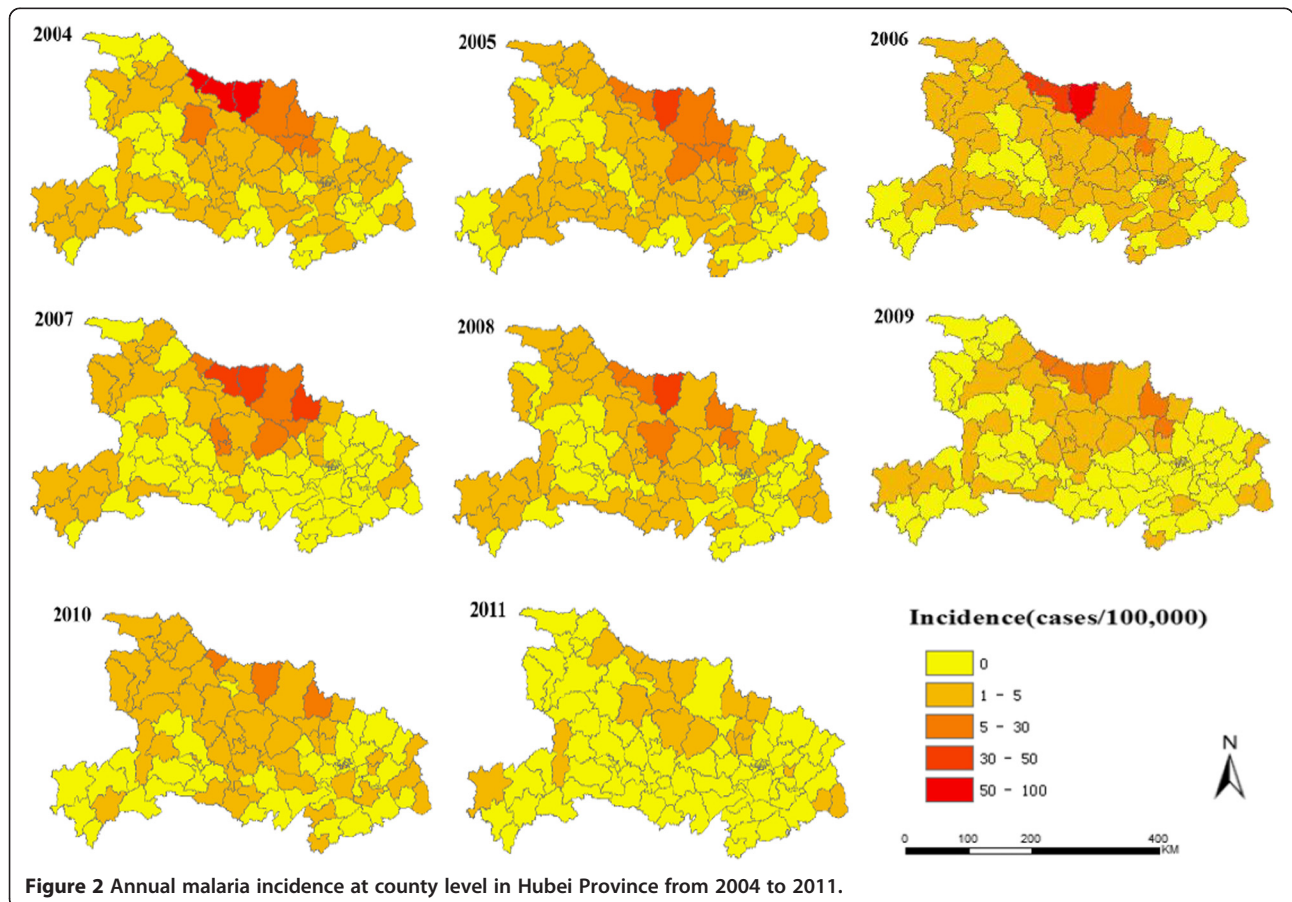 2004
2005
2006
2007
2008
2009
2010
2011
Incidence(cases/100,000)
0
1 - 5
5 - 30
30 - 50
50 - 100
N
0 100 200 400
KM
Figure 2 Annual malaria incidence at county level in Hubei Province from 2004 to 2011.